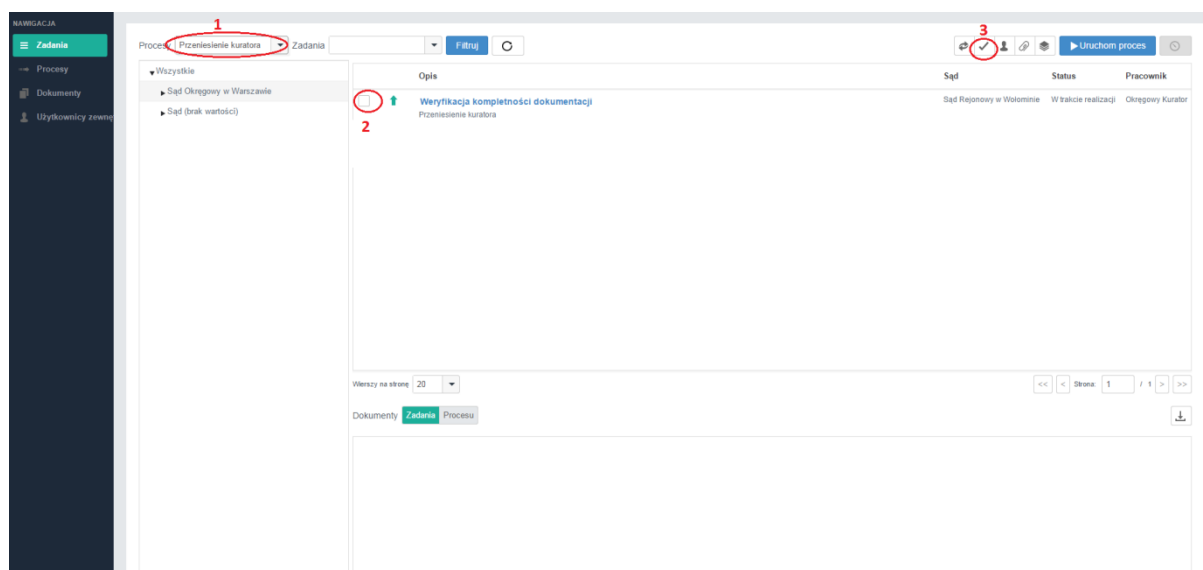 NAWIGACJA
Zadania
Procesy
Dokumenty
Użytkownicy zewnę
1
Procesy Przeniesienie kuratora Zadania Filtruj
3
Uruchom proces
Wszystkie
Sąd Okręgowy w Warszawie
Sąd (brak wartości)
Opis Sąd Status Pracownik
Weryfikacja kompletności dokumentacji Sąd Rejonowy w Wołominie W trakcie realizacji Okręgowy Kurator
Przeniesienie kuratora
2
Wierszy na stronę 20 << < Strona: 1 / 1 > >>
Dokumenty Zadania Procesu